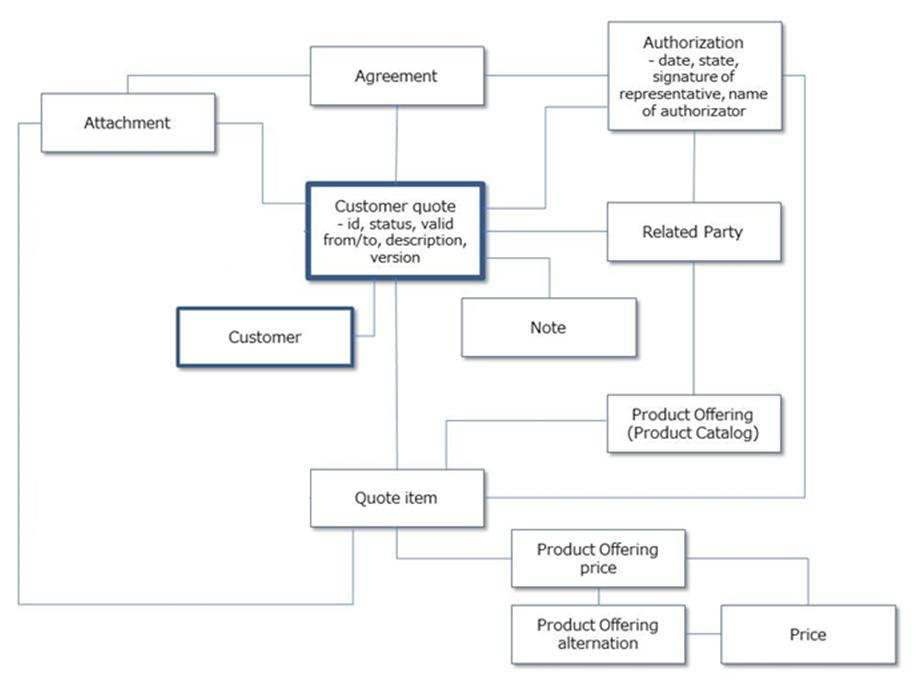 Agreement
Authorization
- date, state,
signature of
representative, name
of authorizator
Attachment
Customer quote
- id, status, valid
from/to, description,
version
Related Party
Customer
Note
Product Offering
(Product Catalog)
Quote item
Product Offering
price
Product Offering
alternation
Price